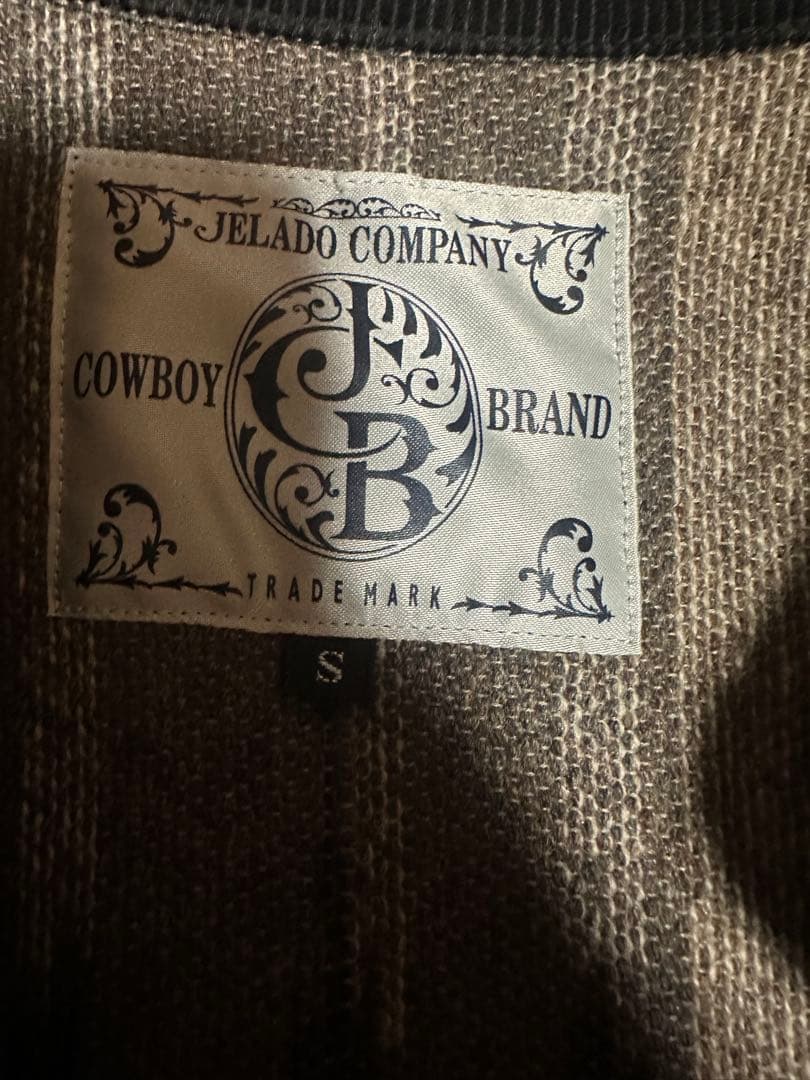 JELADO COMPANY
COWBOY JCB BRAND
TRADE MARK
S